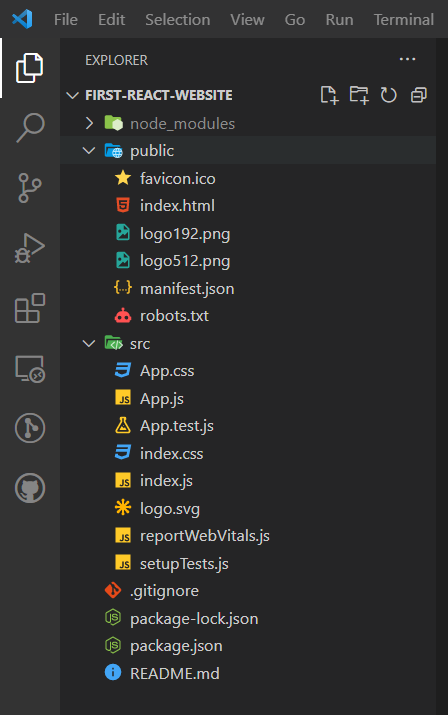 File Edit Selection View Go Run Terminal
EXPLORER
FIRST-REACT-WEBSITE
node_modules
public
favicon.ico
index.html
logo192.png
logo512.png
manifest.json
robots.txt
src
App.css
App.js
App.test.js
index.css
index.js
logo.svg
reportWebVitals.js
setupTests.js
.gitignore
package-lock.json
package.json
README.md